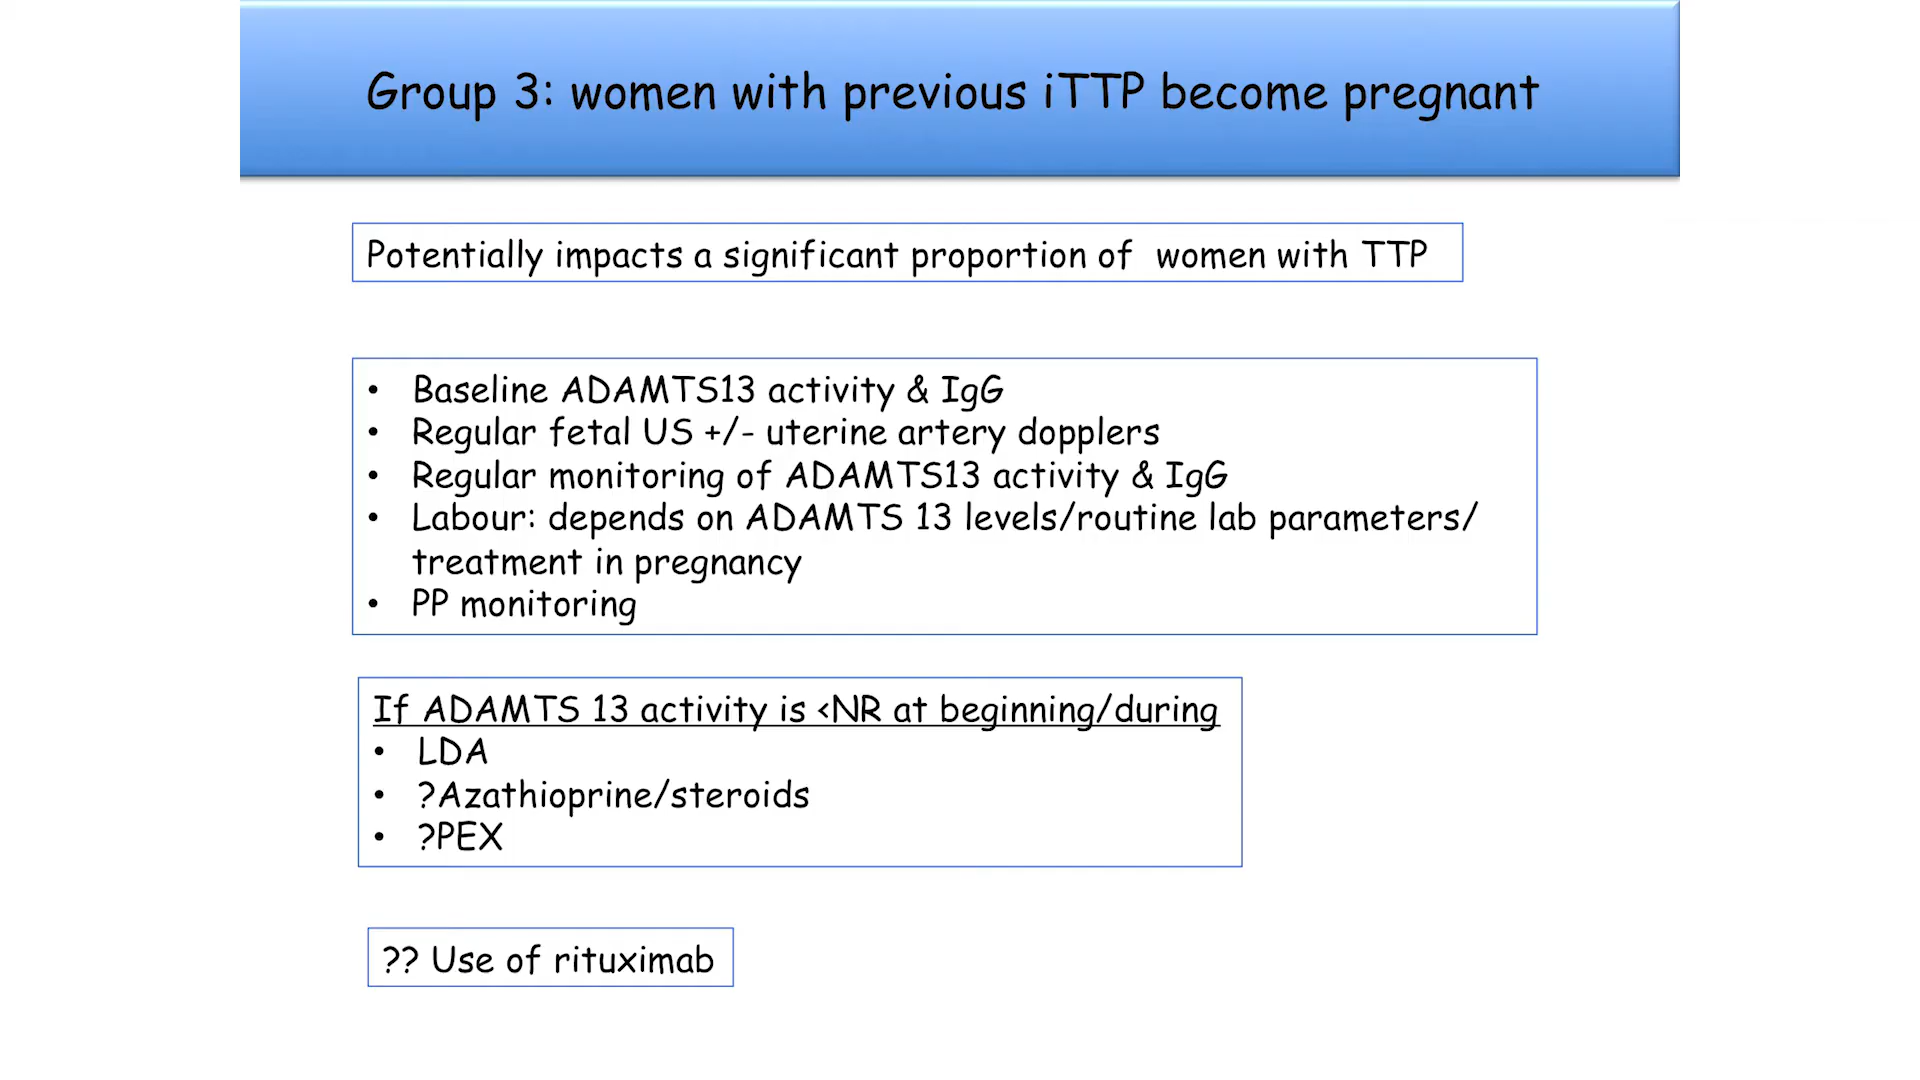 Group 3: women with previous iTTP become pregnant
Potentially impacts a significant proportion of women with TTP
• Baseline ADAMTS13 activity & IgG
• Regular fetal US +/- uterine artery dopplers
• Regular monitoring of ADAMTS13 activity & IgG
• Labour: depends on ADAMTS 13 levels/routine lab parameters/
treatment in pregnancy
• PP monitoring
If ADAMTS 13 activity is <NR at beginning/during
• LDA
• ?Azathioprine/steroids
• ?PEX
?? Use of rituximab